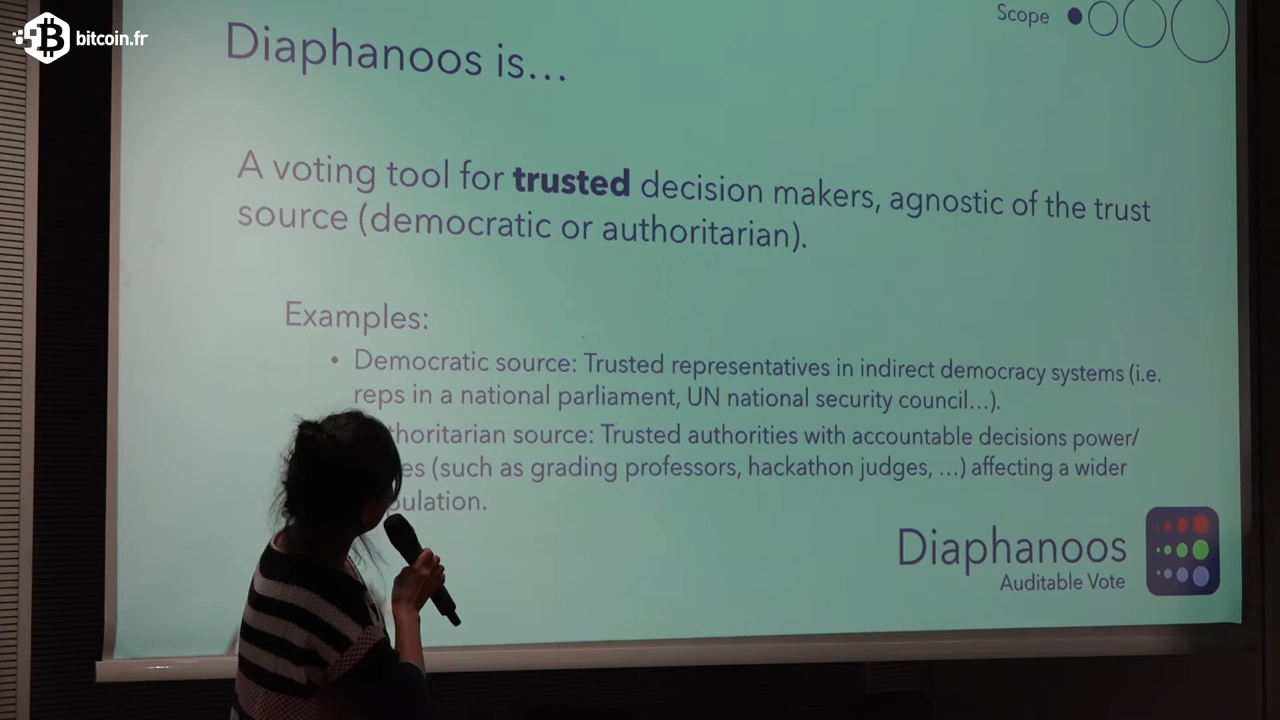 bitcoin.fr
Scope
Diaphanoos is...
A voting tool for trusted decision makers, agnostic of the trust
source (democratic or authoritarian).
Examples:
• Democratic source: Trusted representatives in indirect democracy systems (i.e.
reps in a national parliament, UN national security council...).
thoritarian source: Trusted authorities with accountable decisions power/
es (such as grading professors, hackathon judges, ...) affecting a wider
pulation.
Diaphanoos
Auditable Vote